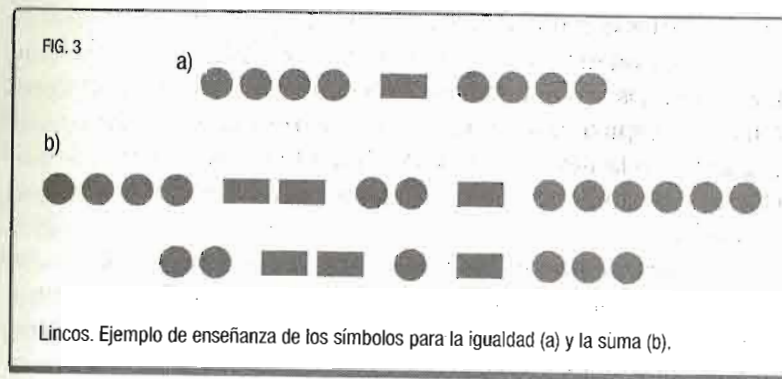 FIG. 3
a)
b)
Lincos. Ejemplo de enseñanza de los símbolos para la igualdad (a) y la suma (b).